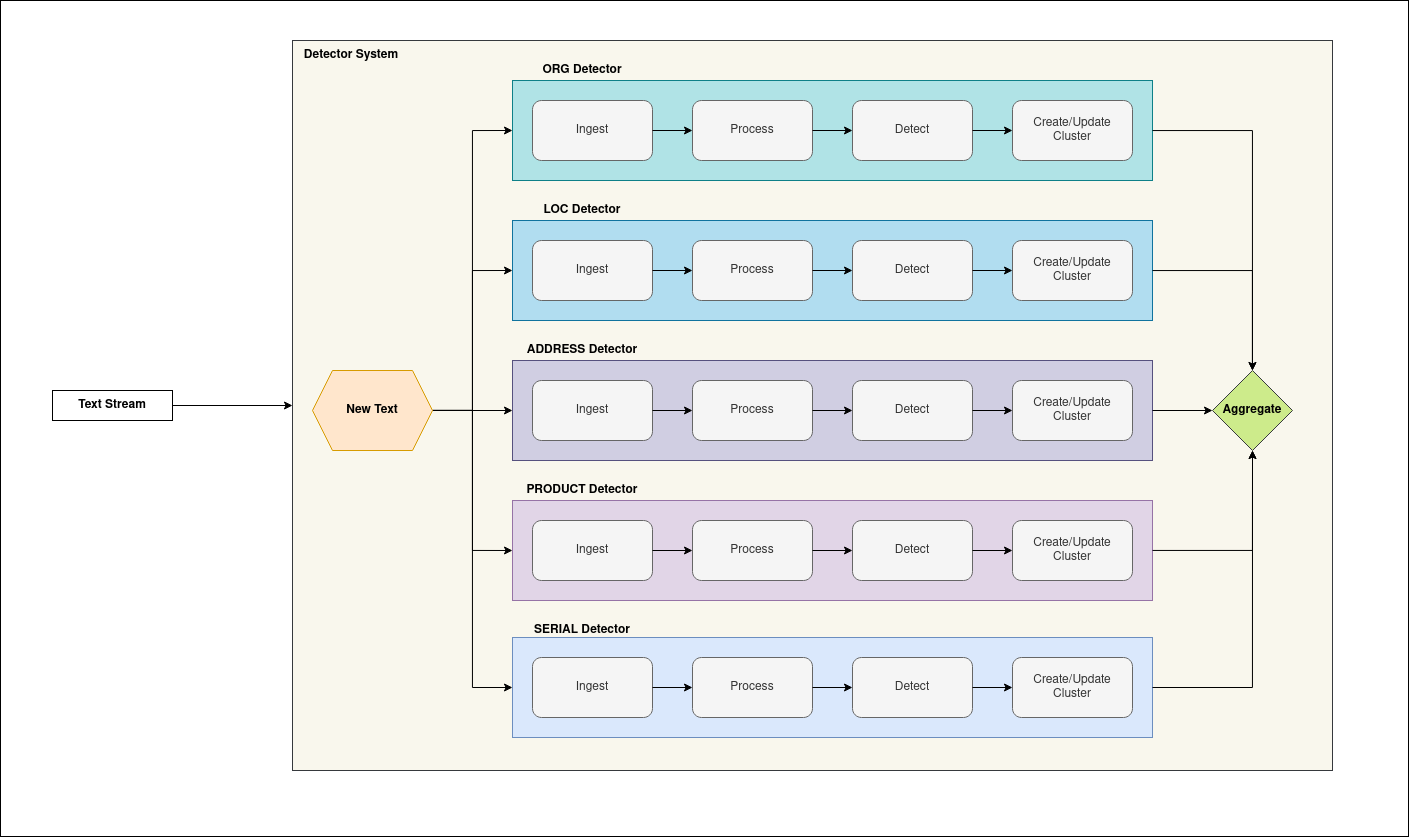 Detector System
ORG Detector
Ingest
Process
Detect
Create/Update
Cluster
LOC Detector
Ingest
Process
Detect
Create/Update
Cluster
ADDRESS Detector
Text Stream
New Text
Ingest
Process
Detect
Create/Update
Cluster
Aggregate
PRODUCT Detector
Ingest
Process
Detect
Create/Update
Cluster
SERIAL Detector
Ingest
Process
Detect
Create/Update
Cluster